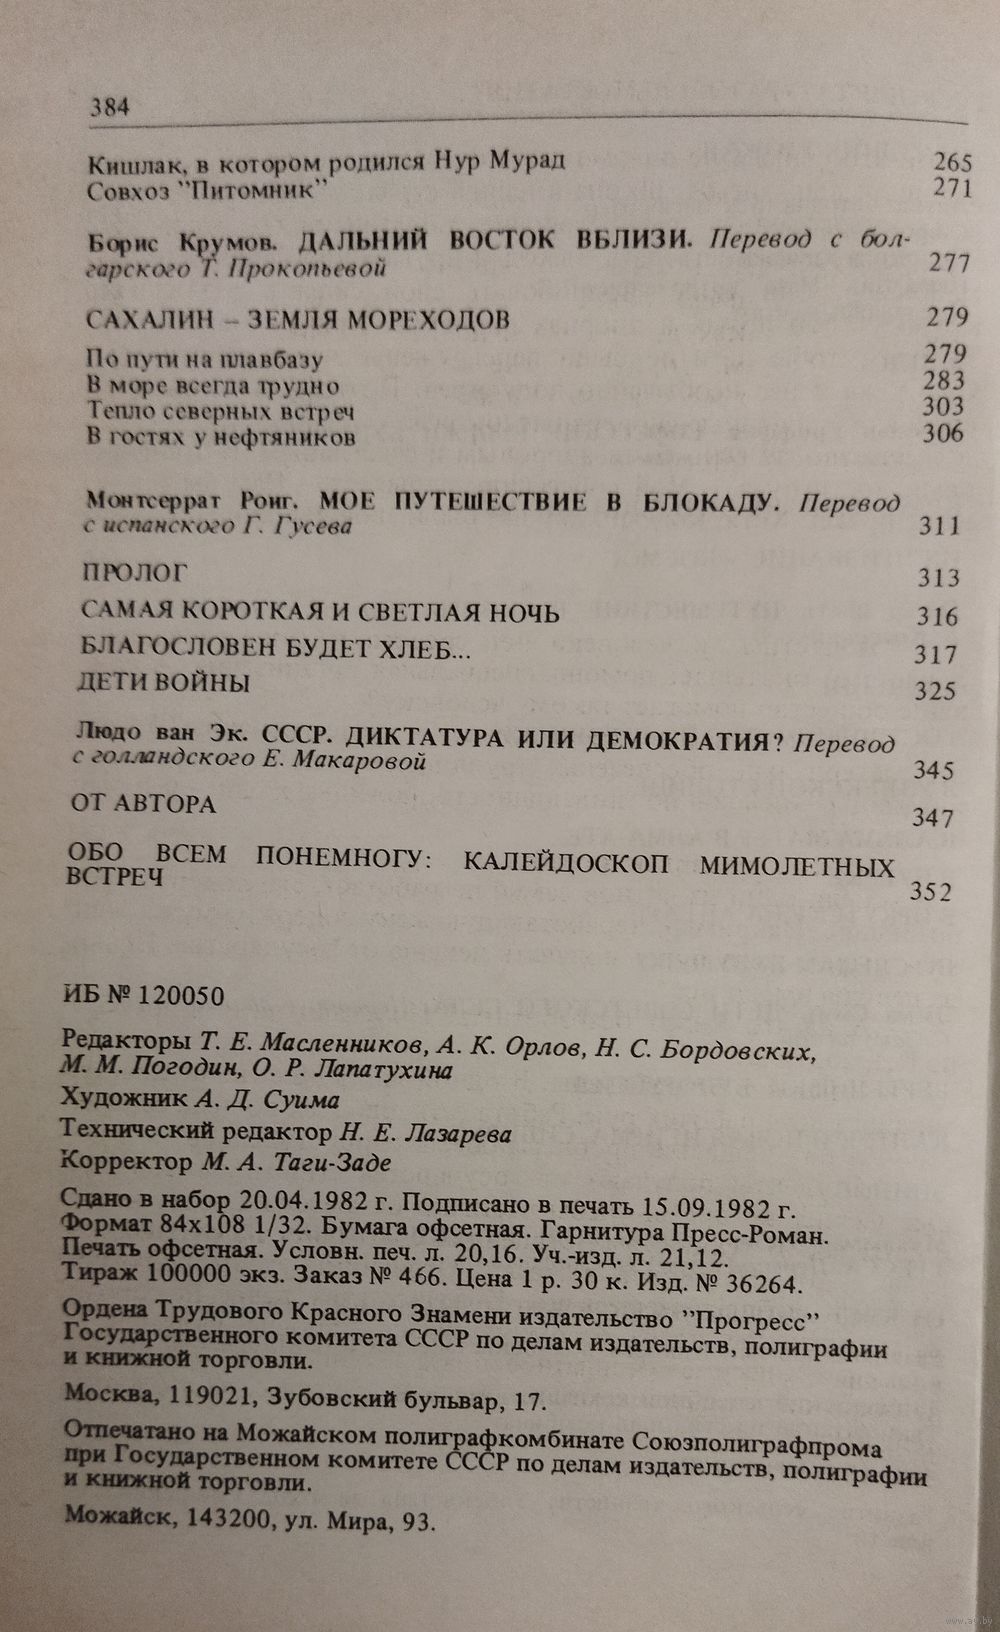 384
Кишлак, в котором родился Нур Мурад 265
Совхоз "Питомник" 271
Борис Крумов. ДАЛЬНИЙ ВОСТОК ВБЛИЗИ. Перевод с бол-
гарского Т. Прокопьевой 277
САХАЛИН – ЗЕМЛЯ МОРЕХОДОВ 279
По пути на плавбазу 279
В море всегда трудно 283
Тепло северных встреч 303
В гостях у нефтяников 306
Монтсеррат Роиг. МОЕ ПУТЕШЕСТВИЕ В БЛОКАДУ. Перевод
с испанского Г. Гусева 311
ПРОЛОГ 313
САМАЯ КОРОТКАЯ И СВЕТЛАЯ НОЧЬ 316
БЛАГОСЛОВЕН БУДЕТ ХЛЕБ... 317
ДЕТИ ВОЙНЫ 325
Людо ван Эк. СССР. ДИКТАТУРА ИЛИ ДЕМОКРАТИЯ? Перевод
с голландского Е. Макаровой 345
ОТ АВТОРА 347
ОБО ВСЕМ ПОНЕМНОГУ: КАЛЕЙДОСКОП МИМОЛЕТНЫХ
ВСТРЕЧ 352
ИБ № 120050
Редакторы Т. Е. Масленников, А. К. Орлов, Н. С. Бордовских,
М. М. Погодин, О. Р. Лапатухина
Художник А. Д. Суима
Технический редактор Н. Е. Лазарева
Корректор М. А. Таги-Заде
Сдано в набор 20.04.1982 г. Подписано в печать 15.09.1982 г.
Формат 84х108 1/32. Бумага офсетная. Гарнитура Пресс-Роман.
Печать офсетная. Условн. печ. л. 20,16. Уч.-изд. л. 21,12.
Тираж 100000 экз. Заказ № 466. Цена 1 р. 30 к. Изд. № 36264.
Ордена Трудового Красного Знамени издательство "Прогресс"
Государственного комитета СССР по делам издательств, полиграфии
и книжной торговли.
Москва, 119021, Зубовский бульвар, 17.
Отпечатано на Можайском полиграфкомбинате Союзполиграфпрома
при Государственном комитете СССР по делам издательств, полиграфии
и книжной торговли.
Можайск, 143200, ул. Мира, 93.
www.ay.by